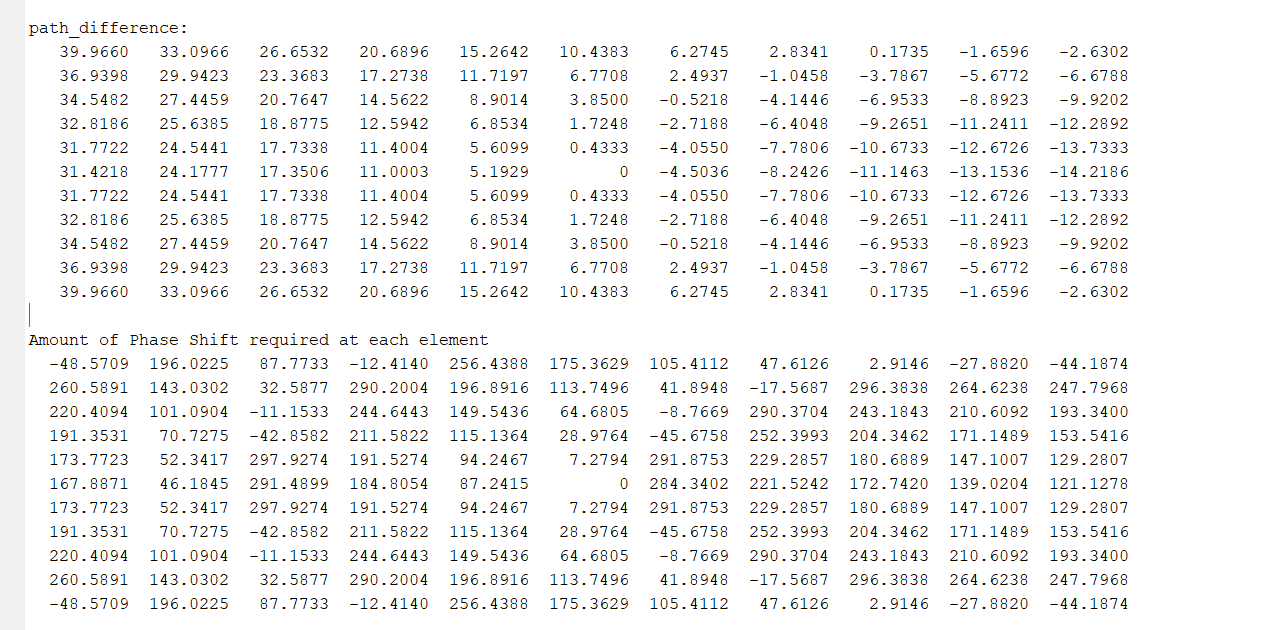 path_difference:
39.9660 33.0966 26.6532 20.6896 15.2642 10.4383 6.2745 2.8341 0.1735 -1.6596 -2.6302
36.9398 29.9423 23.3683 17.2738 11.7197 6.7708 2.4937 -1.0458 -3.7867 -5.6772 -6.6788
34.5482 27.4459 20.7647 14.5622 8.9014 3.8500 -0.5218 -4.1446 -6.9533 -8.8923 -9.9202
32.8186 25.6385 18.8775 12.5942 6.8534 1.7248 -2.7188 -6.4048 -9.2651 -11.2411 -12.2892
31.7722 24.5441 17.7338 11.4004 5.6099 0.4333 -4.0550 -7.7806 -10.6733 -12.6726 -13.7333
31.4218 24.1777 17.3506 11.0003 5.1929 0 -4.5036 -8.2426 -11.1463 -13.1536 -14.2186
31.7722 24.5441 17.7338 11.4004 5.6099 0.4333 -4.0550 -7.7806 -10.6733 -12.6726 -13.7333
32.8186 25.6385 18.8775 12.5942 6.8534 1.7248 -2.7188 -6.4048 -9.2651 -11.2411 -12.2892
34.5482 27.4459 20.7647 14.5622 8.9014 3.8500 -0.5218 -4.1446 -6.9533 -8.8923 -9.9202
36.9398 29.9423 23.3683 17.2738 11.7197 6.7708 2.4937 -1.0458 -3.7867 -5.6772 -6.6788
39.9660 33.0966 26.6532 20.6896 15.2642 10.4383 6.2745 2.8341 0.1735 -1.6596 -2.6302
Amount of Phase Shift required at each element
-48.5709 196.0225 87.7733 -12.4140 256.4388 175.3629 105.4112 47.6126 2.9146 -27.8820 -44.1874
260.5891 143.0302 32.5877 290.2004 196.8916 113.7496 41.8948 -17.5687 296.3838 264.6238 247.7968
220.4094 101.0904 -11.1533 244.6443 149.5436 64.6805 -8.7669 290.3704 243.1843 210.6092 193.3400
191.3531 70.7275 -42.8582 211.5822 115.1364 28.9764 -45.6758 252.3993 204.3462 171.1489 153.5416
173.7723 52.3417 297.9274 191.5274 94.2467 7.2794 291.8753 229.2857 180.6889 147.1007 129.2807
167.8871 46.1845 291.4899 184.8054 87.2415 0 284.3402 221.5242 172.7420 139.0204 121.1278
173.7723 52.3417 297.9274 191.5274 94.2467 7.2794 291.8753 229.2857 180.6889 147.1007 129.2807
191.3531 70.7275 -42.8582 211.5822 115.1364 28.9764 -45.6758 252.3993 204.3462 171.1489 153.5416
220.4094 101.0904 -11.1533 244.6443 149.5436 64.6805 -8.7669 290.3704 243.1843 210.6092 193.3400
260.5891 143.0302 32.5877 290.2004 196.8916 113.7496 41.8948 -17.5687 296.3838 264.6238 247.7968
-48.5709 196.0225 87.7733 -12.4140 256.4388 175.3629 105.4112 47.6126 2.9146 -27.8820 -44.1874